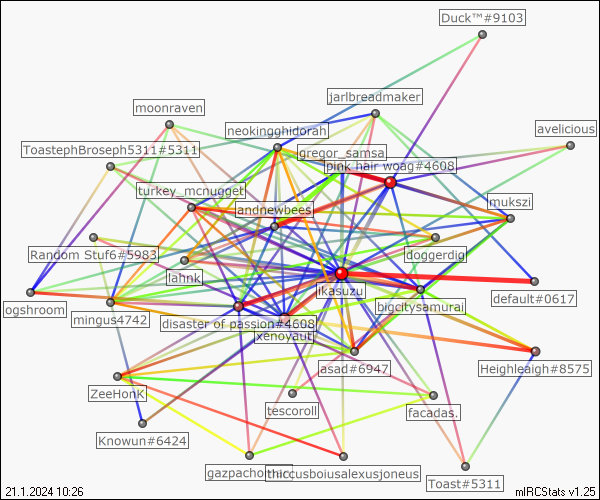 Duck™#9103
jarlbreadmaker
moonraven
neokingghidorah
avelicious
ToastephBroseph5311#5311
gregor_samsa
pink hair woag#4608
turkey_mcnugget
mukszi
andnewbees
Random Stuf6#5983
doggerdig
lahnk
ikasuzu
default#0617
ogshroom
bigcitysamurai
mingus4742
disaster of passion#4608
xenoyaut
asad#6947
Heighleaigh#8575
ZeeHonK
tescoroll
facadas.
Knowun#6424
thiccusboiusalexusjoneus
Toast#5311
21.1.2024 10:26
mIRCStats v1.25